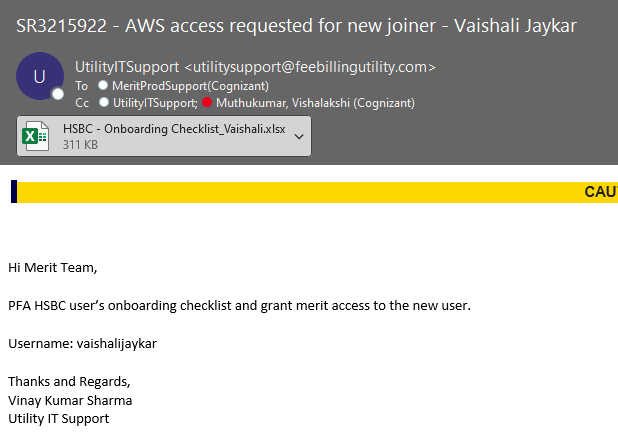 SR3215922 - AWS access requested for new joiner - Vaishali Jaykar
U
UtilityITSupport <utilitysupport@feebillingutility.com>
To MeritProdSupport(Cognizant)
Cc UtilityITSupport; Muthukumar, Vishalakshi (Cognizant)
HSBC - Onboarding Checklist_Vaishali.xlsx
311 KB
CAU
Hi Merit Team,
PFA HSBC user’s onboarding checklist and grant merit access to the new user.
Username: vaishalijaykar
Thanks and Regards,
Vinay Kumar Sharma
Utility IT Support